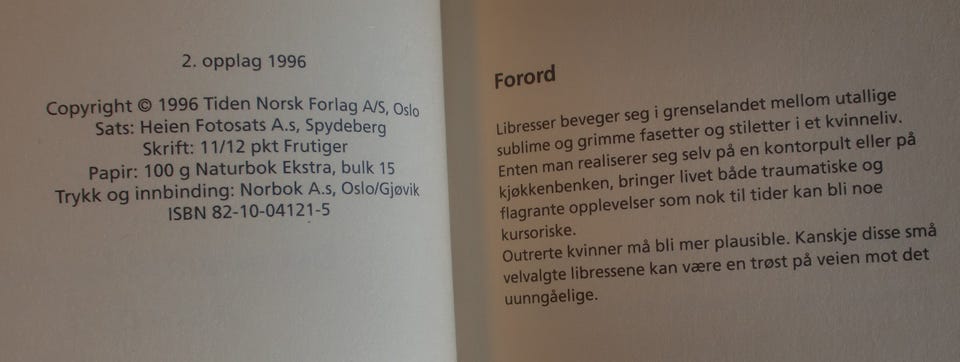 2. opplag 1996
Copyright © 1996 Tiden Norsk Forlag A/S, Oslo
Sats: Heien Fotosats A.s, Spydeberg
Skrift: 11/12 pkt Frutiger
Papir: 100 g Naturbok Ekstra, bulk 15
Trykk og innbinding: Norbok A.s, Oslo/Gjøvik
ISBN 82-10-04121-5
Forord
Libresser beveger seg i grenselandet mellom utallige
sublime og grimme fasetter og stiletter i et kvinneliv.
Enten man realiserer seg selv på en kontorpult eller på
kjøkkenbenken, bringer livet både traumatiske og
flagrante opplevelser som nok til tider kan bli noe
kursoriske.
Outrerte kvinner må bli mer plausible. Kanskje disse små
velvalgte libressene kan være en trøst på veien mot det
uunngåelige.